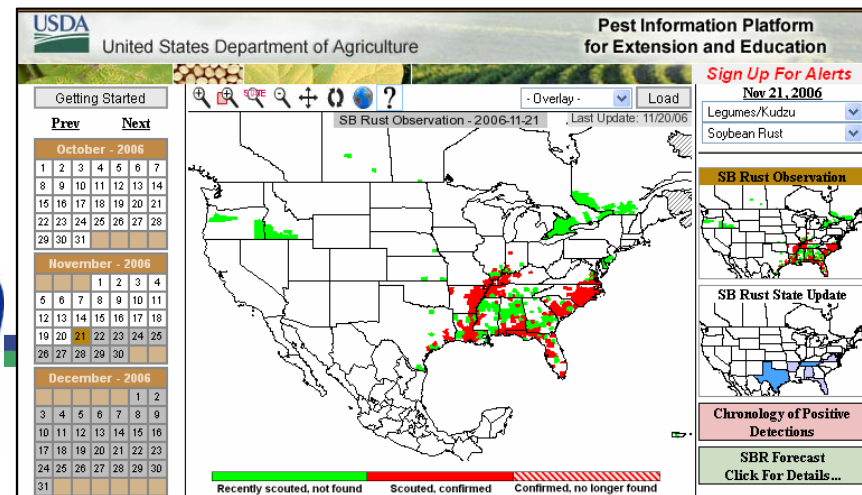 USDA
United States Department of Agriculture
Pest Information Platform
for Extension and Education
Getting Started
Prev Next
October - 2006
1 2 3 4 5 6 7
8 9 10 11 12 13 14
15 16 17 18 19 20 21
22 23 24 25 26 27 28
29 30 31
November - 2006
1 2 3 4
5 6 7 8 9 10 11
12 13 14 15 16 17 18
19 20 21 22 23 24 25
26 27 28 29 30
December - 2006
1 2
3 4 5 6 7 8 9
10 11 12 13 14 15 16
17 18 19 20 21 22 23
24 25 26 27 28 29 30
31
STATE
?
- Overlay -
Load
SB Rust Observation - 2006-11-21
Last Update: 11/20/06
Recently scouted, not found
Scouted, confirmed
Confirmed, no longer found
Sign Up For Alerts
Nov 21, 2006
Legumes/Kudzu
Soybean Rust
SB Rust Observation
SB Rust State Update
Chronology of Positive
Detections
SBR Forecast
Click For Details...